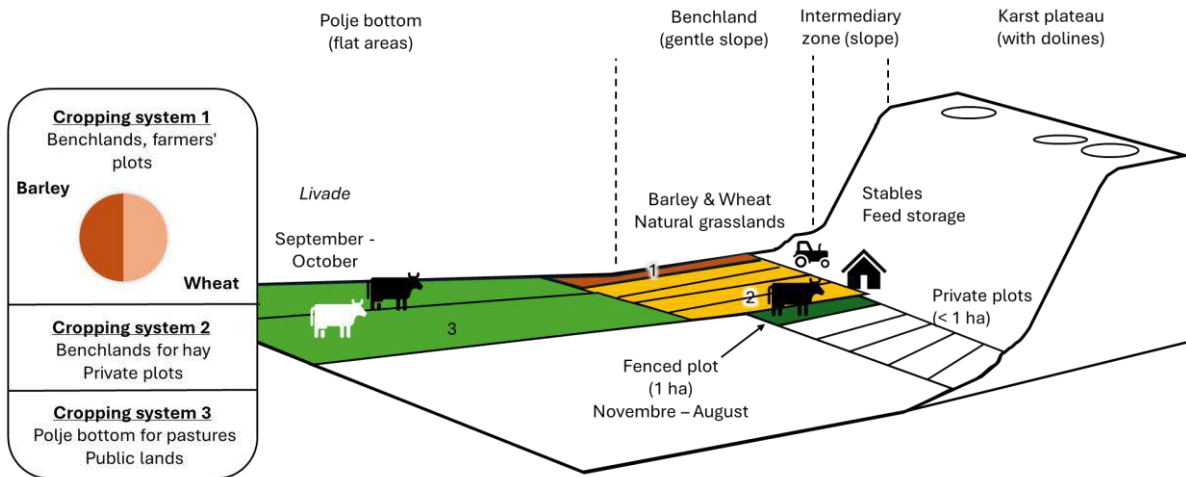 Polje bottom
(flat areas)
Benchland
(gentle slope)
Intermediary
zone (slope)
Karst plateau
(with dolines)
Cropping system 1
Benchlands, farmers'
plots
Barley
Wheat
Cropping system 2
Benchlands for hay
Private plots
Cropping system 3
Polje bottom for pastures
Public lands
Livade
September -
October
Barley & Wheat
Natural grasslands
Stables
Feed storage
1
2
3
Private plots
(< 1 ha)
Fenced plot
(1 ha)
Novembre – August